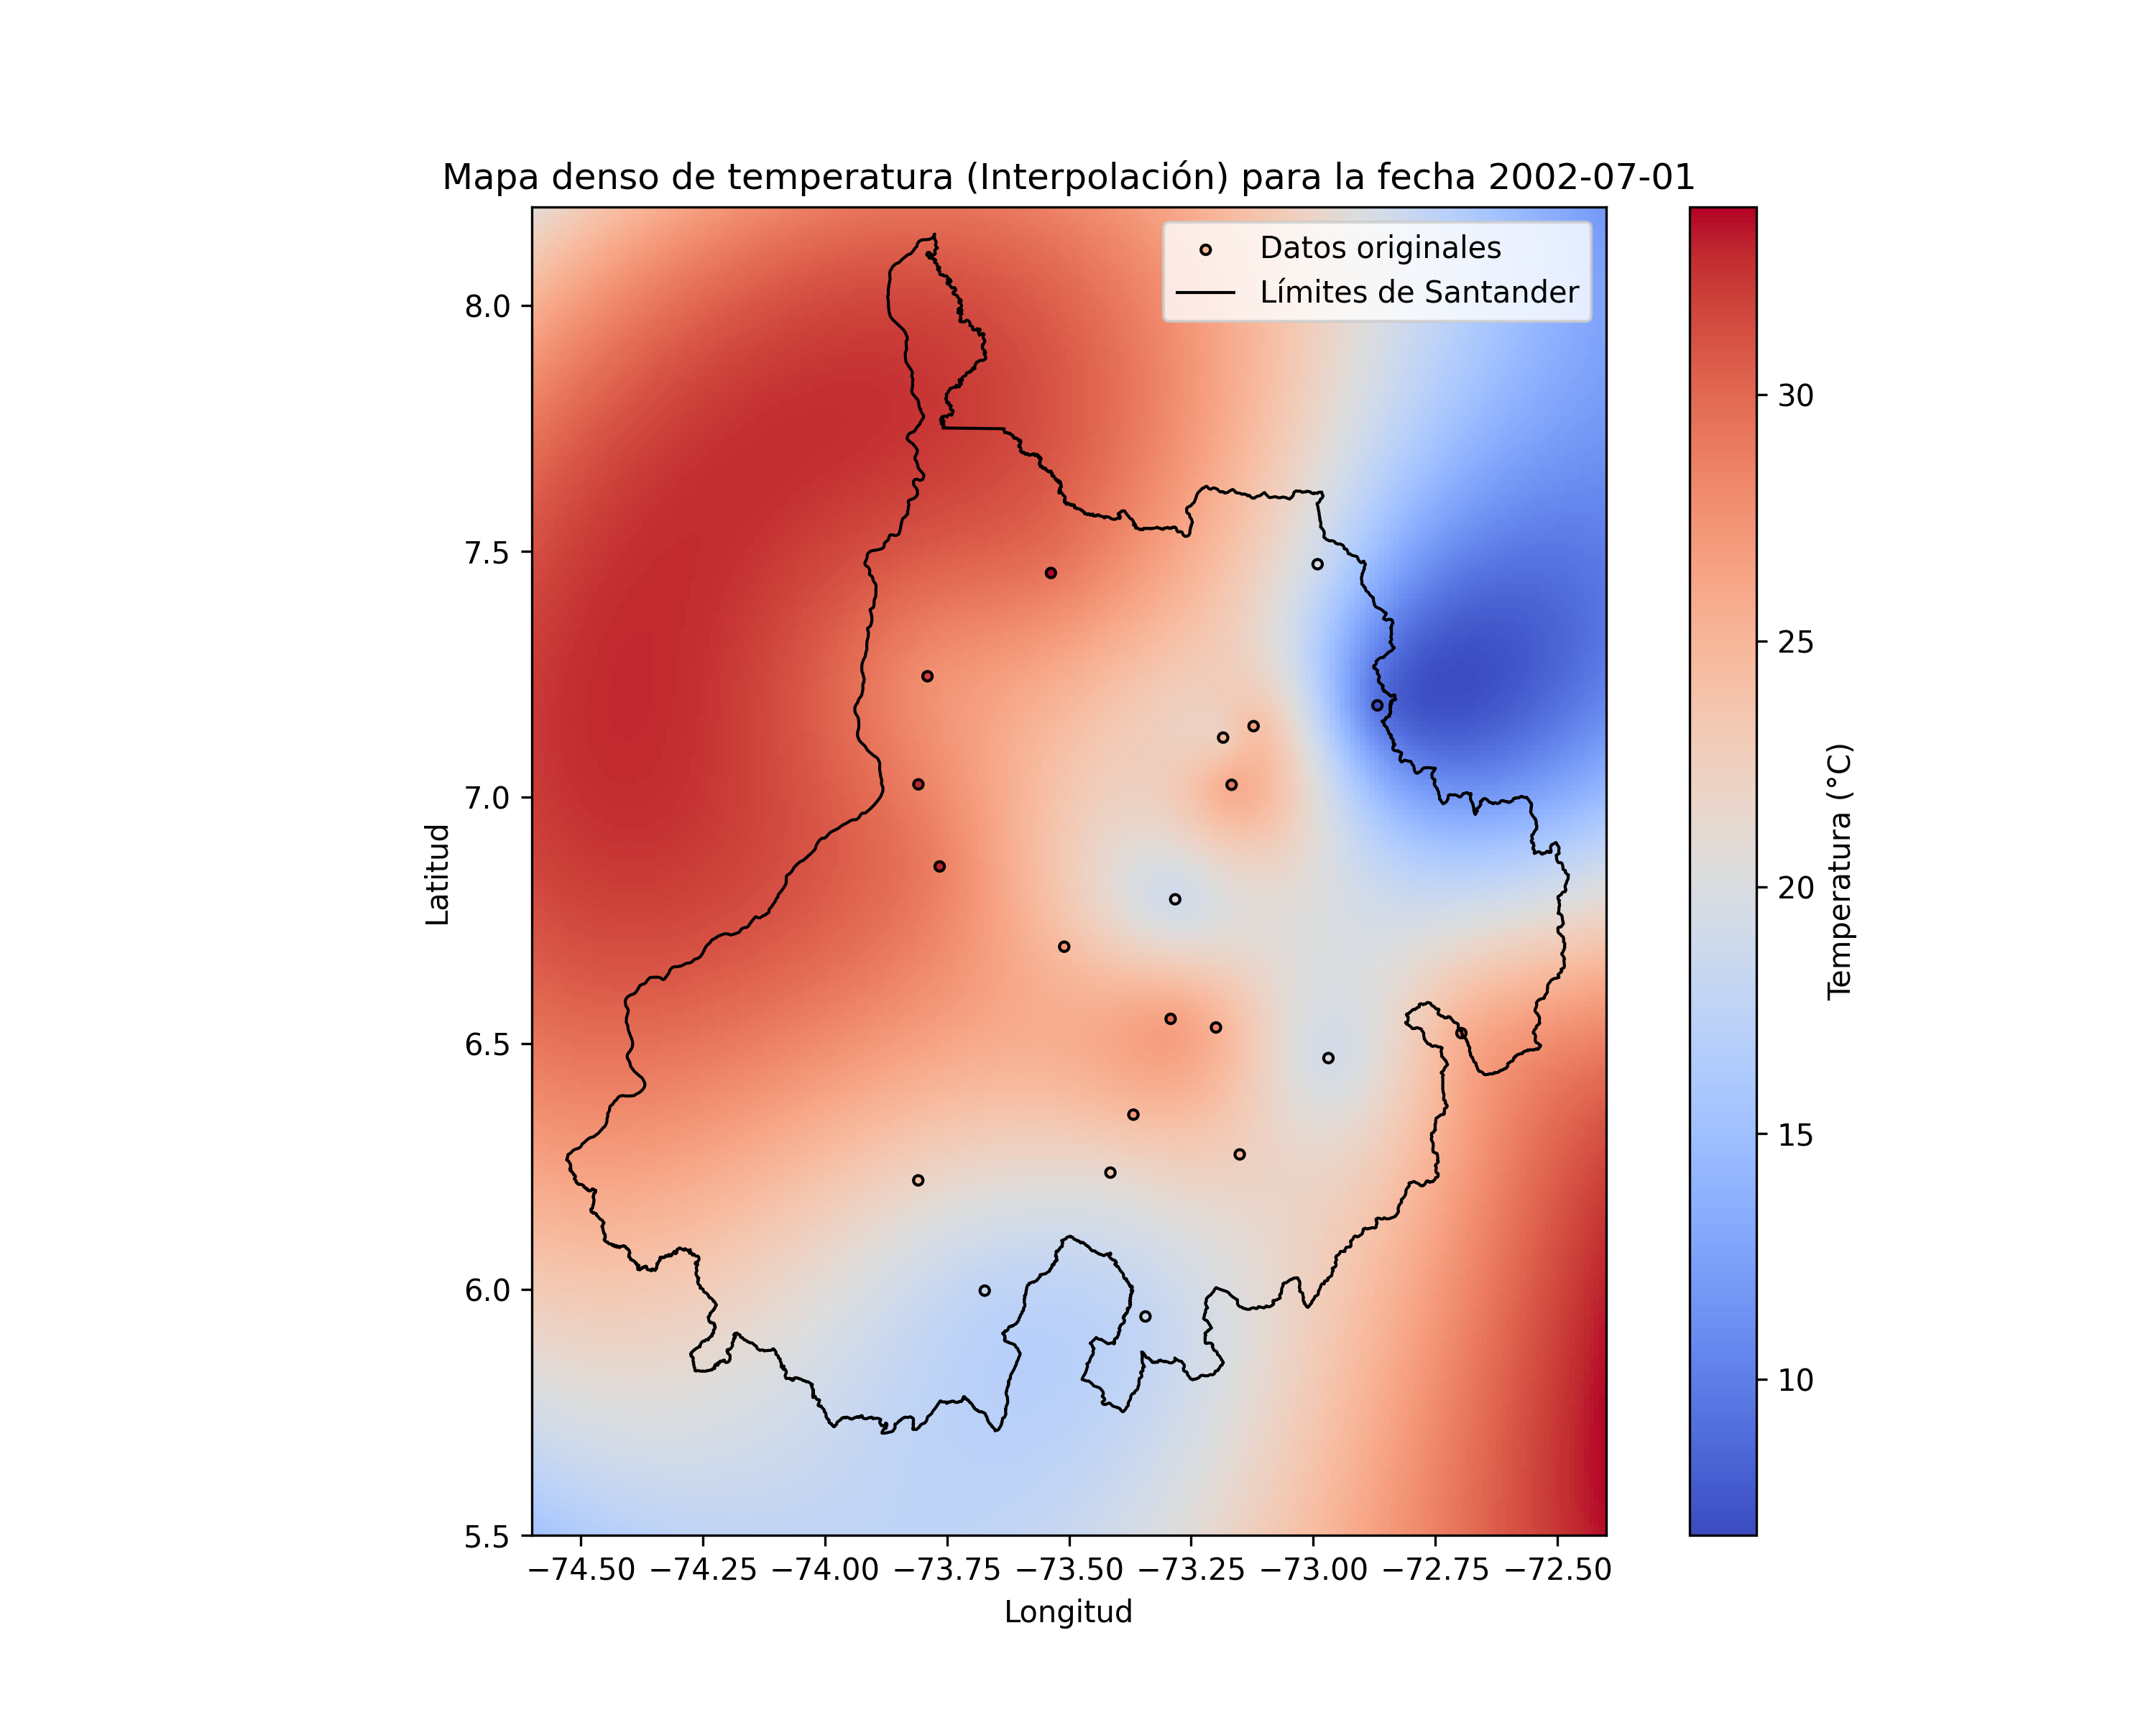 Mapa denso de temperatura (Interpolación) para la fecha 2002-07-01
Datos originales
Límites de Santander
8.0
7.5
7.0
6.5
6.0
5.5
Latitud
−74.50 −74.25 −74.00 −73.75 −73.50 −73.25 −73.00 −72.75 −72.50
Longitud
30
25
20
15
10
Temperatura (°C)